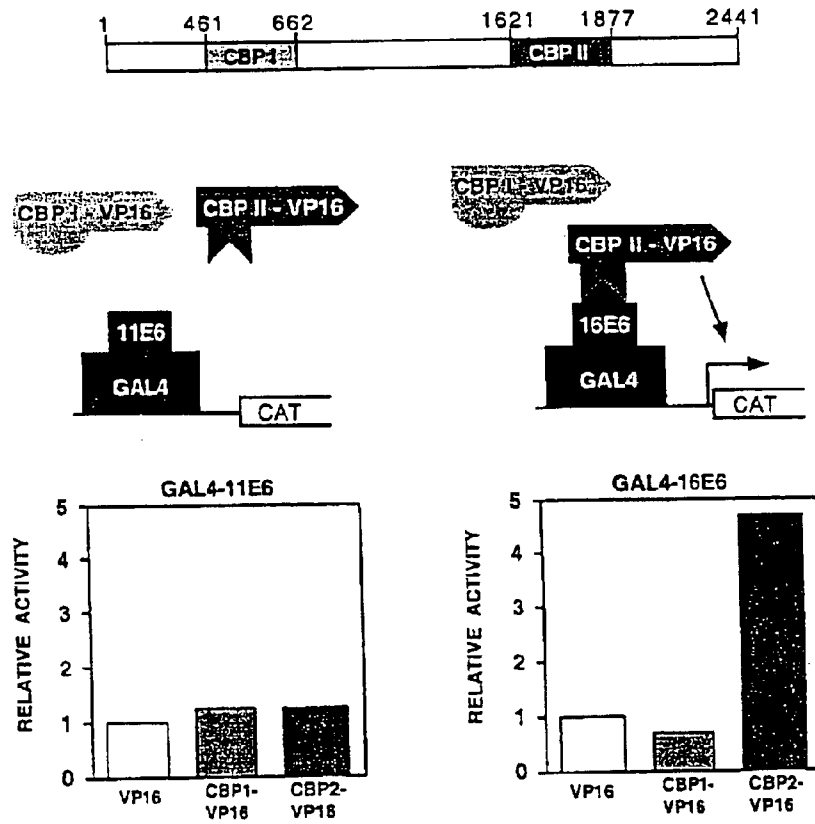 1 461 662 1621 1877 2441
CBP I CBP II
CBP I - VP16 CBP II - VP16
11E6
GAL4
CAT
CBP I - VP16
CBP II - VP16
16E6
GAL4
CAT
GAL4-11E6
RELATIVE ACTIVITY
5
4
3
2
1
0
VP16
CBP1-
VP16
CBP2-
VP16
GAL4-16E6
RELATIVE ACTIVITY
5
4
3
2
1
0
VP16
CBP1-
VP16
CBP2-
VP16